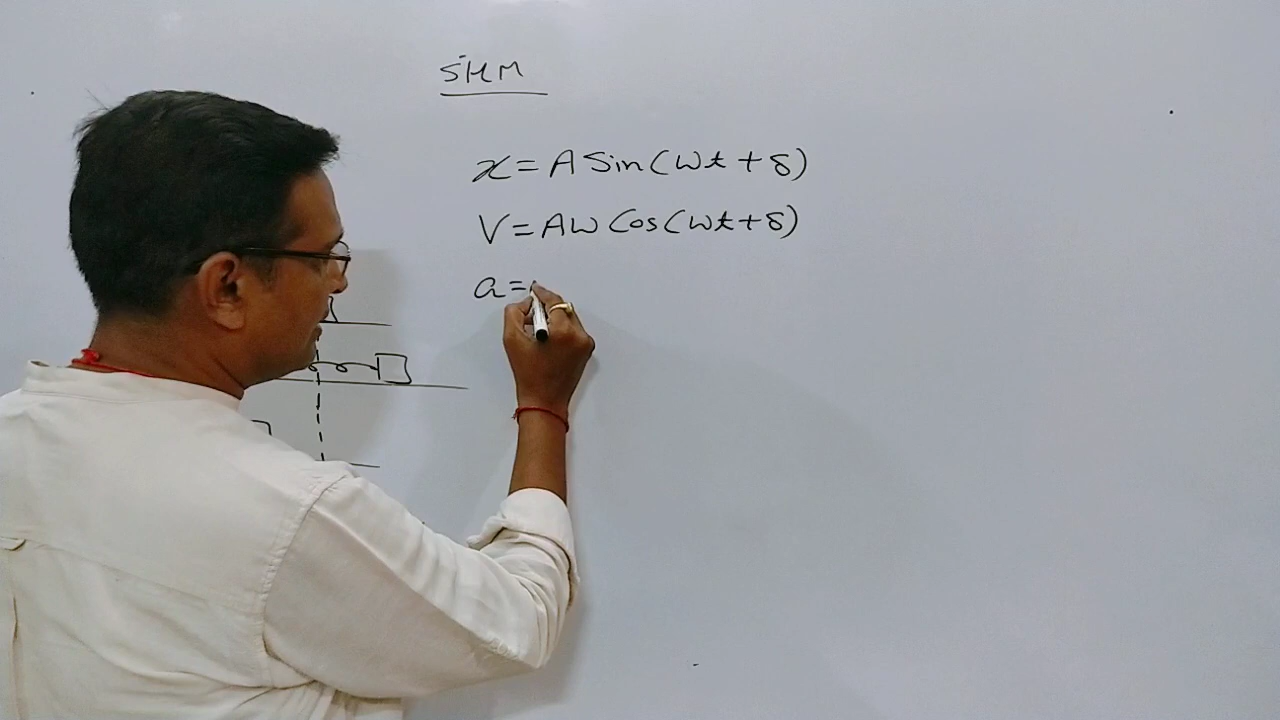 SHM
x = A Sin(ωt + δ)
V = Aω Cos(ωt + δ)
a =